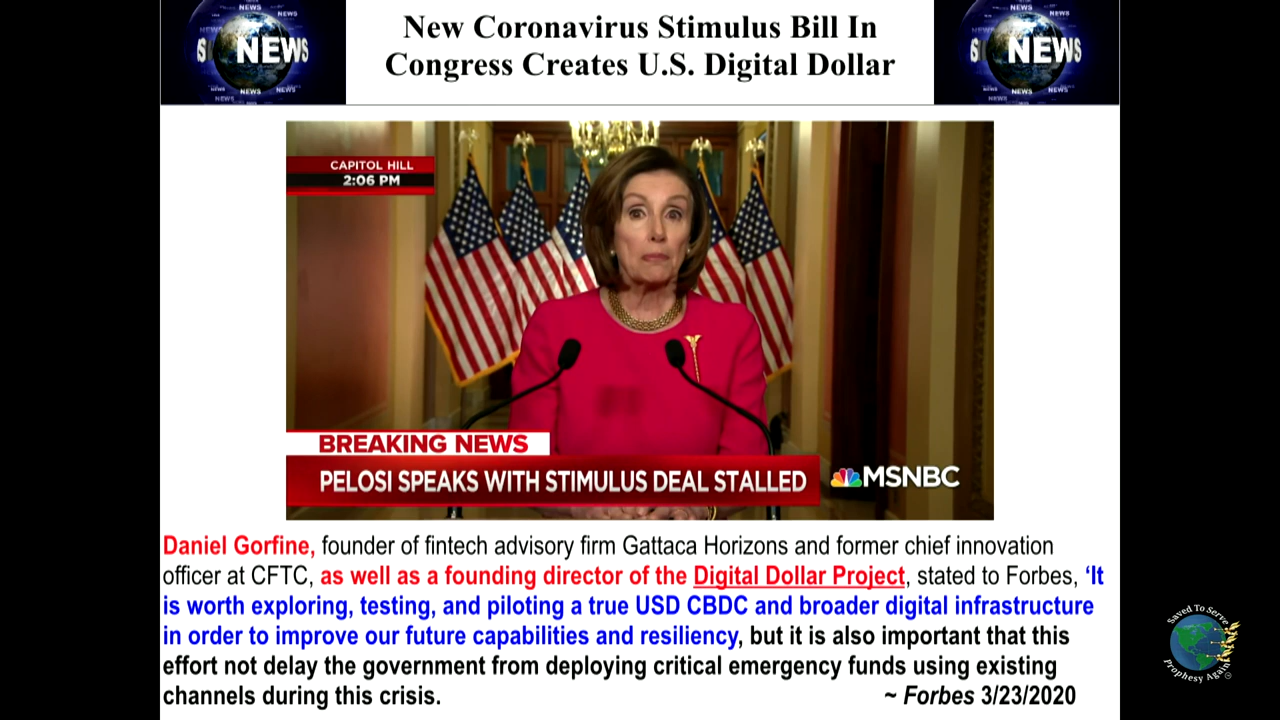 New Coronavirus Stimulus Bill In
Congress Creates U.S. Digital Dollar
NEWS
NEWS
CAPITOL HILL
2:06 PM
BREAKING NEWS
PELOSI SPEAKS WITH STIMULUS DEAL STALLED
MSNBC
Daniel Gorfine, founder of fintech advisory firm Gattaca Horizons and former chief innovation
officer at CFTC, as well as a founding director of the Digital Dollar Project, stated to Forbes, ‘It
is worth exploring, testing, and piloting a true USD CBDC and broader digital infrastructure
in order to improve our future capabilities and resiliency, but it is also important that this
effort not delay the government from deploying critical emergency funds using existing
channels during this crisis.
~ Forbes 3/23/2020
Saved To Serve
Prophesy Again